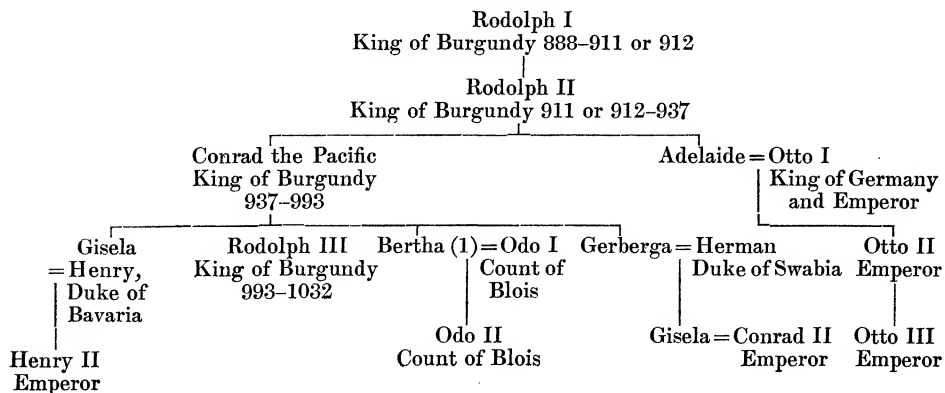 Rodolph I
King of Burgundy 888-911 or 912
Rodolph II
King of Burgundy 911 or 912-937
Conrad the Pacific
King of Burgundy
937-993
Adelaide = Otto I
King of Germany
and Emperor
Gisela
= Henry,
Duke of
Bavaria
Rodolph III
King of Burgundy
993-1032
Bertha (1) = Odo I
Count of
Blois
Gerberga = Herman
Duke of Swabia
Otto II
Emperor
Henry II
Emperor
Odo II
Count of Blois
Gisela = Conrad II
Emperor
Otto III
Emperor